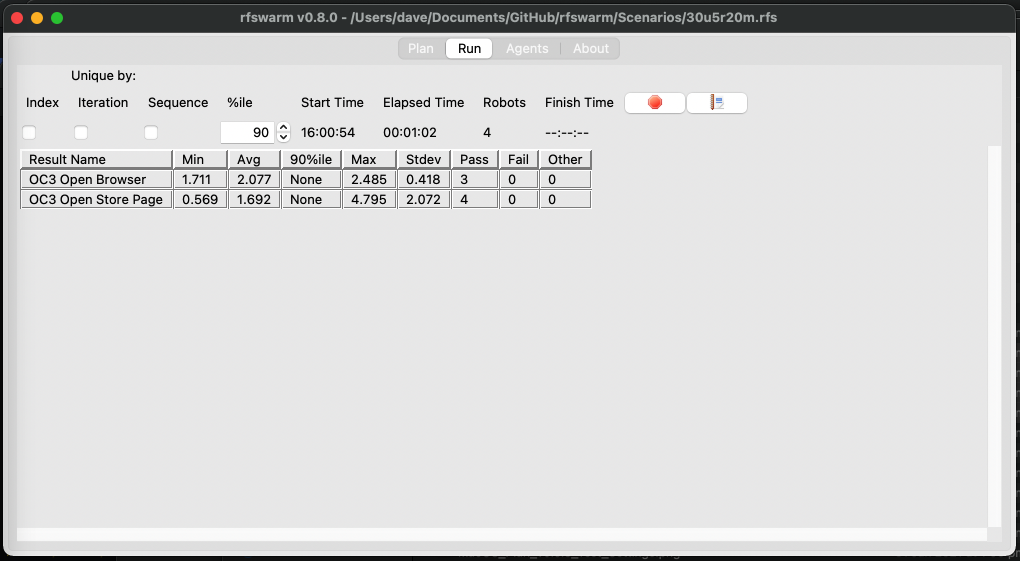 rfswarm v0.8.0 - /Users/dave/Documents/GitHub/rfswarm/Scenarios/30u5r20m.rfs
Plan Run Agents About
Unique by:
Index Iteration Sequence %ile Start Time Elapsed Time Robots Finish Time
90 16:00:54 00:01:02 4 --:--:--
Result Name Min Avg 90%ile Max Stdev Pass Fail Other
OC3 Open Browser 1.711 2.077 None 2.485 0.418 3 0 0
OC3 Open Store Page 0.569 1.692 None 4.795 2.072 4 0 0